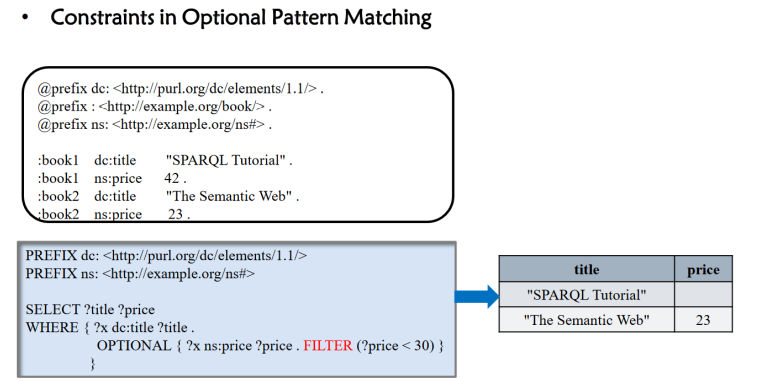 • Constraints in Optional Pattern Matching
@prefix dc: <http://purl.org/dc/elements/1.1/> .
@prefix : <http://example.org/book/> .
@prefix ns: <http://example.org/ns#> .
:book1 dc:title "SPARQL Tutorial" .
:book1 ns:price 42 .
:book2 dc:title "The Semantic Web" .
:book2 ns:price 23 .
PREFIX dc: <http://purl.org/dc/elements/1.1/>
PREFIX ns: <http://example.org/ns#>
SELECT ?title ?price
WHERE { ?x dc:title ?title .
OPTIONAL { ?x ns:price ?price . FILTER (?price < 30) }
}
title price
"SPARQL Tutorial"
"The Semantic Web" 23